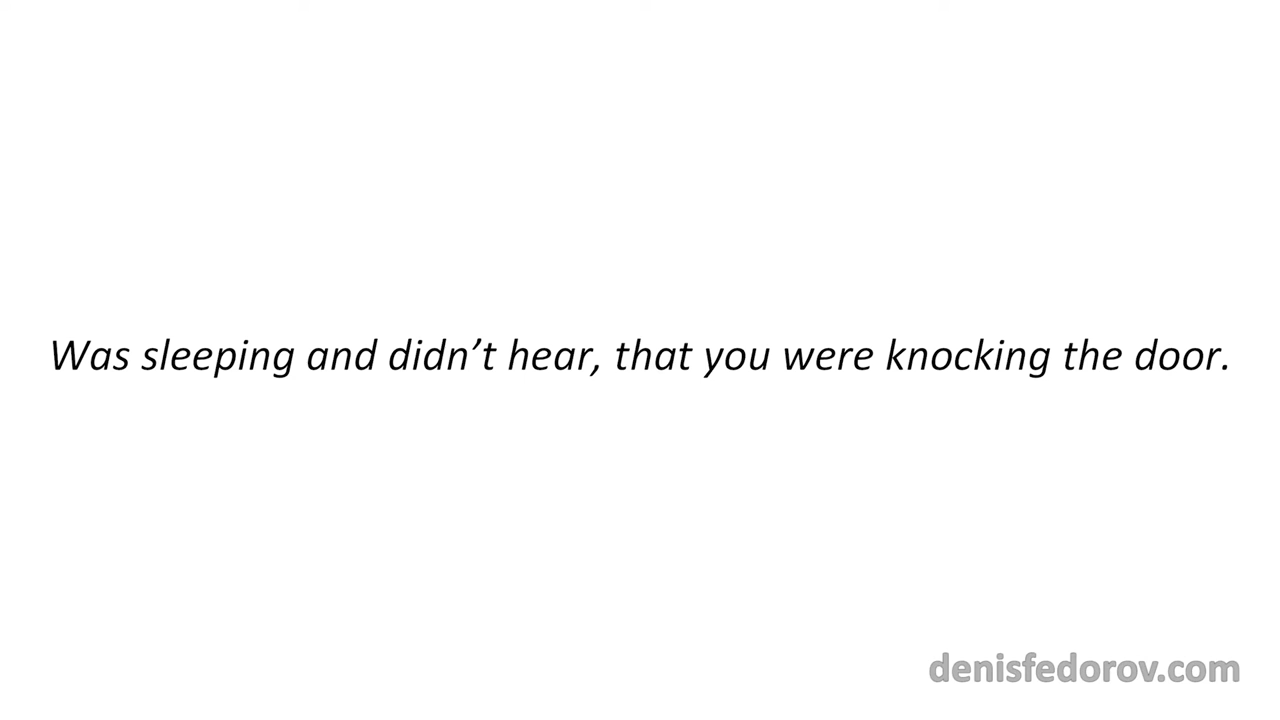 Was sleeping and didn’t hear, that you were knocking the door.
denisfedorov.com